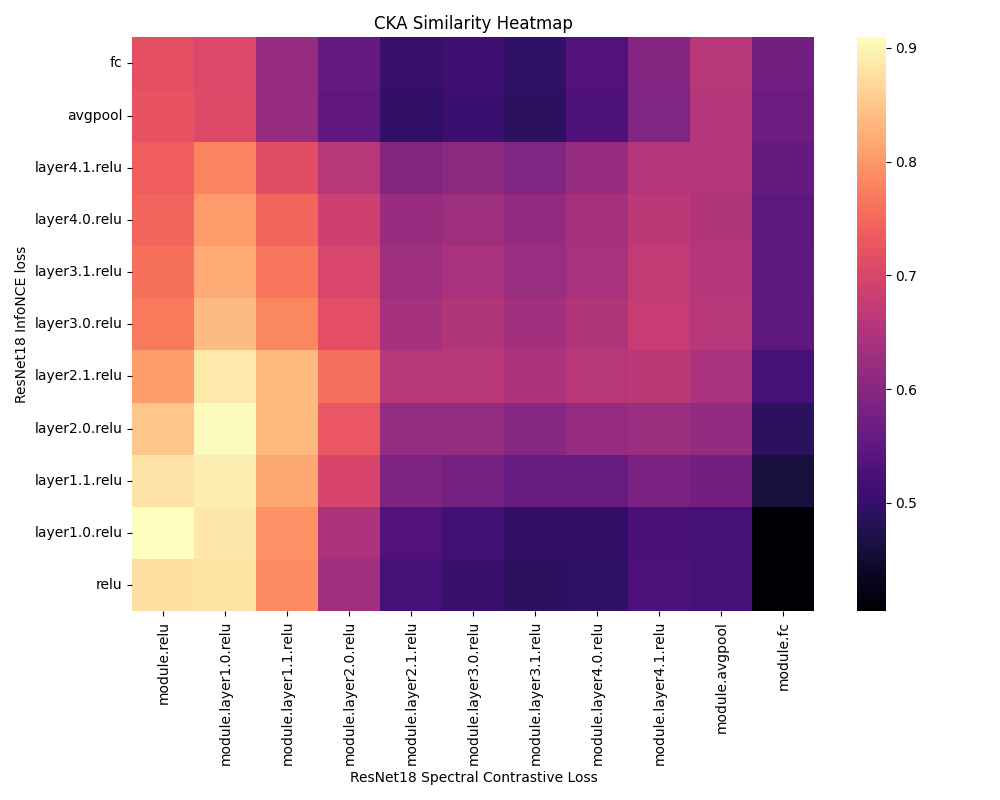 CKA Similarity Heatmap
ResNet18 InfoNCE loss
fc
avgpool
layer4.1.relu
layer4.0.relu
layer3.1.relu
layer3.0.relu
layer2.1.relu
layer2.0.relu
layer1.1.relu
layer1.0.relu
relu
module.relu
module.layer1.0.relu
module.layer1.1.relu
module.layer2.0.relu
module.layer2.1.relu
module.layer3.0.relu
module.layer3.1.relu
module.layer4.0.relu
module.layer4.1.relu
module.avgpool
module.fc
ResNet18 Spectral Contrastive Loss
0.9
0.8
0.7
0.6
0.5